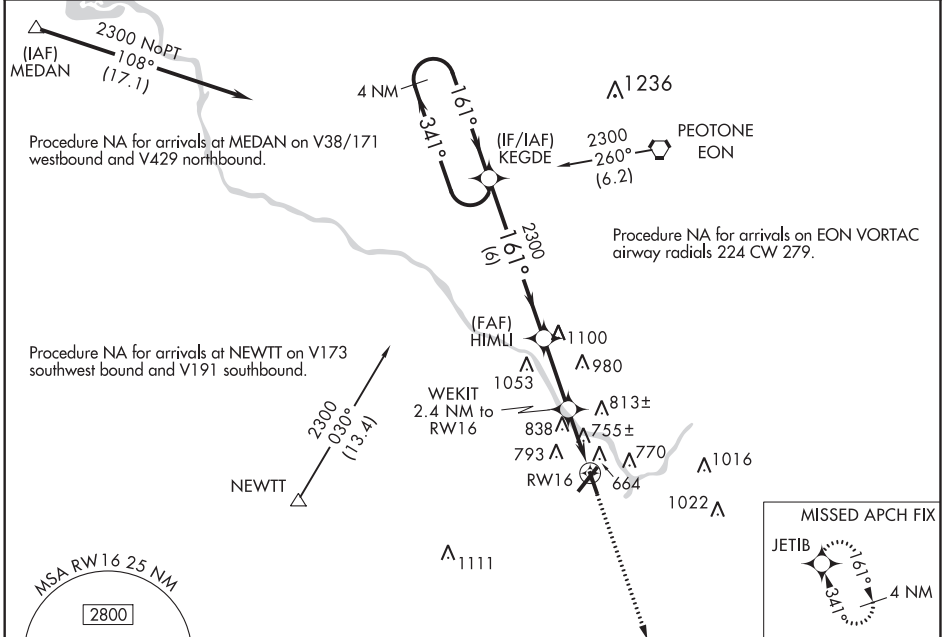 2300 NoPT
108°
(17.1)
(IAF)
MEDAN
Procedure NA for arrivals at MEDAN on V38/171
westbound and V429 northbound.
4 NM
161°
341°
1236
(IF/IAF)
KEGDE
2300
260°
(6.2)
PEOTONE
EON
2300
161°
(6)
Procedure NA for arrivals on EON VORTAC
airway radials 224 CW 279.
(FAF)
HIMLI
1100
980
1053
Procedure NA for arrivals at NEWTT on V173
southwest bound and V191 southbound.
WEKIT
2.4 NM to
RW16
813±
838
755±
793
770
RW16
664
1016
1022
2300
030°
(13.4)
NEWTT
1111
MSA RW16 25 NM
2800
MISSED APCH FIX
JETIB
161°
341°
4 NM